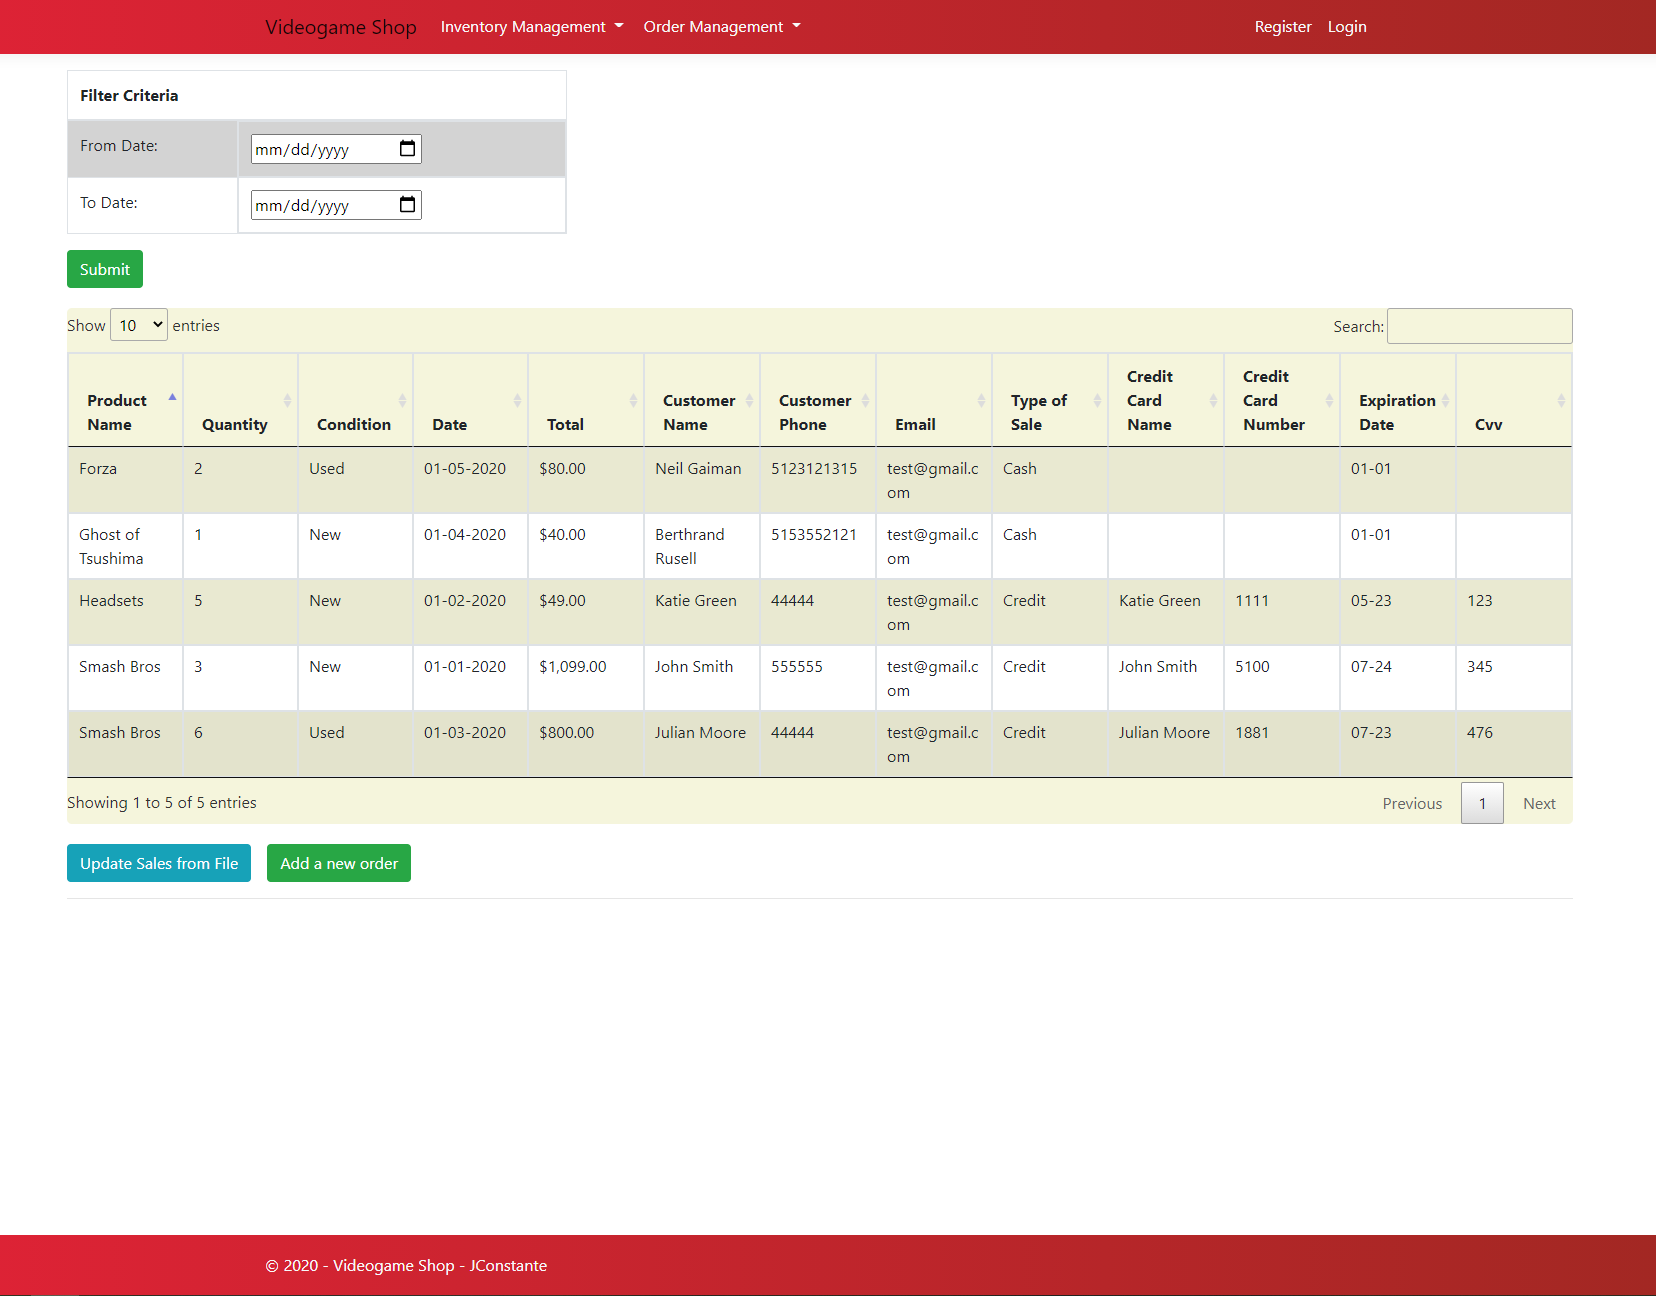 Videogame Shop Inventory Management Order Management Register Login
Filter Criteria
From Date: mm/dd/yyyy
To Date: mm/dd/yyyy
Submit
Show 10 entries Search:
Product Name Quantity Condition Date Total Customer Name Customer Phone Email Type of Sale Credit Card Name Credit Card Number Expiration Date Cvv
Forza 2 Used 01-05-2020 $80.00 Neil Gaiman 5123121315 test@gmail.com Cash 01-01
Ghost of Tsushima 1 New 01-04-2020 $40.00 Berthrand Rusell 5153552121 test@gmail.com Cash 01-01
Headsets 5 New 01-02-2020 $49.00 Katie Green 44444 test@gmail.com Credit Katie Green 1111 05-23 123
Smash Bros 3 New 01-01-2020 $1,099.00 John Smith 555555 test@gmail.com Credit John Smith 5100 07-24 345
Smash Bros 6 Used 01-03-2020 $800.00 Julian Moore 44444 test@gmail.com Credit Julian Moore 1881 07-23 476
Showing 1 to 5 of 5 entries Previous 1 Next
Update Sales from File Add a new order
© 2020 - Videogame Shop - JConstante